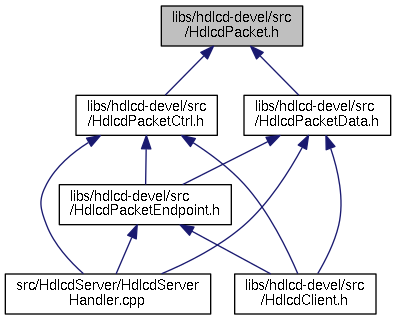 libs/hdlcd-devel/src
/HdlcdPacket.h
libs/hdlcd-devel/src
/HdlcdPacketCtrl.h
libs/hdlcd-devel/src
/HdlcdPacketData.h
libs/hdlcd-devel/src
/HdlcdPacketEndpoint.h
src/HdlcdServer/HdlcdServer
Handler.cpp
libs/hdlcd-devel/src
/HdlcdClient.h